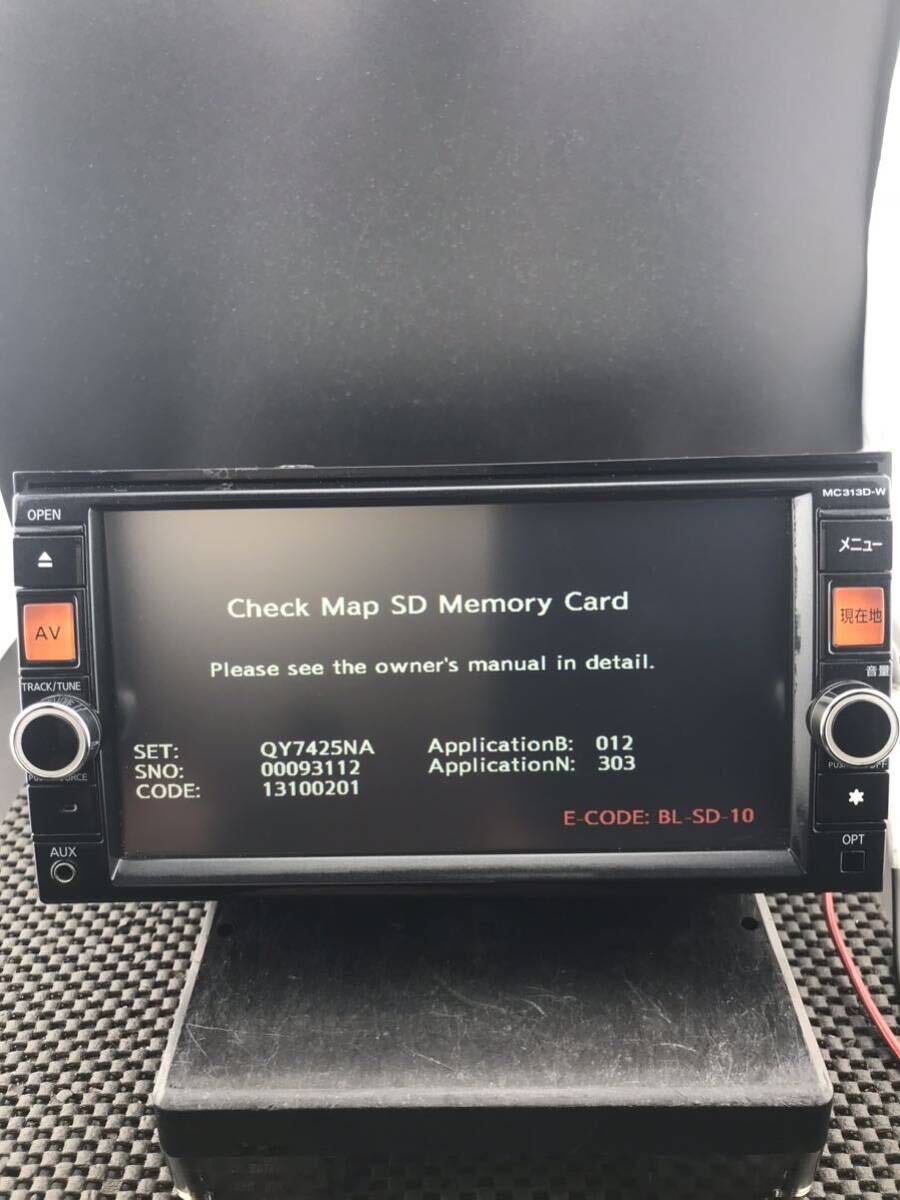 MC313D-W
OPEN
メニュー
AV
現在地
TRACK/TUNE
音量
Check Map SD Memory Card
Please see the owner's manual in detail.
SET: QY7425NA ApplicationB: 012
SNO: 00093112 ApplicationN: 303
CODE: 13100201
E-CODE: BL-SD-10
AUX
OPT